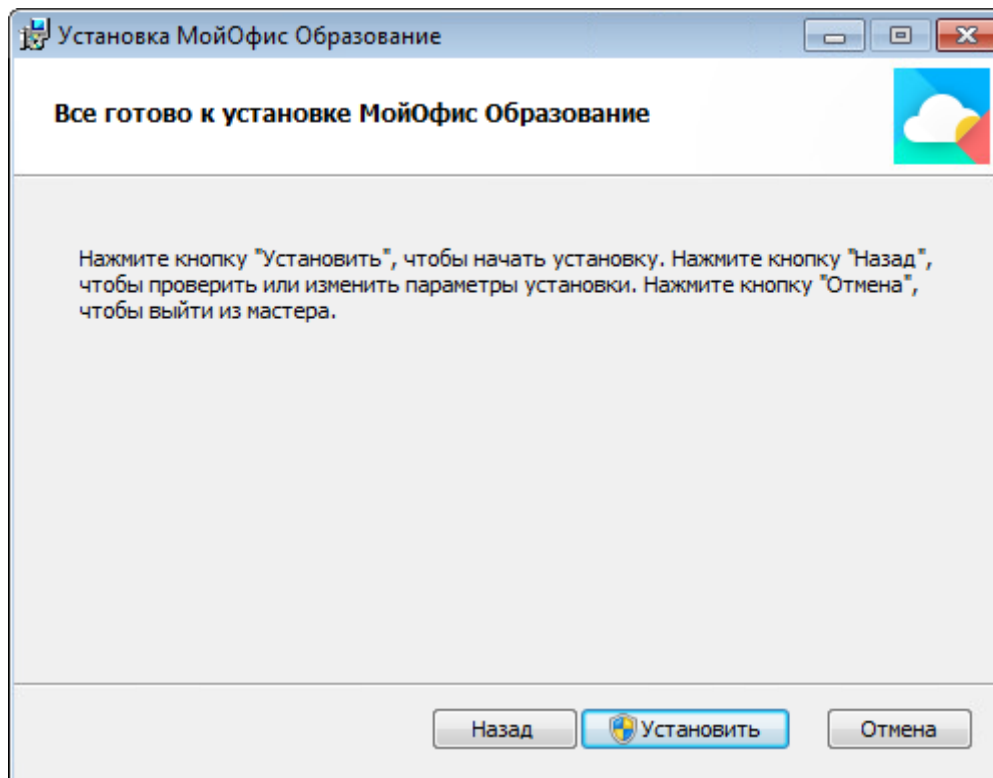 Установка МойОфис Образование
Все готово к установке МойОфис Образование
Нажмите кнопку "Установить", чтобы начать установку. Нажмите кнопку "Назад",
чтобы проверить или изменить параметры установки. Нажмите кнопку "Отмена",
чтобы выйти из мастера.
Назад
Установить
Отмена